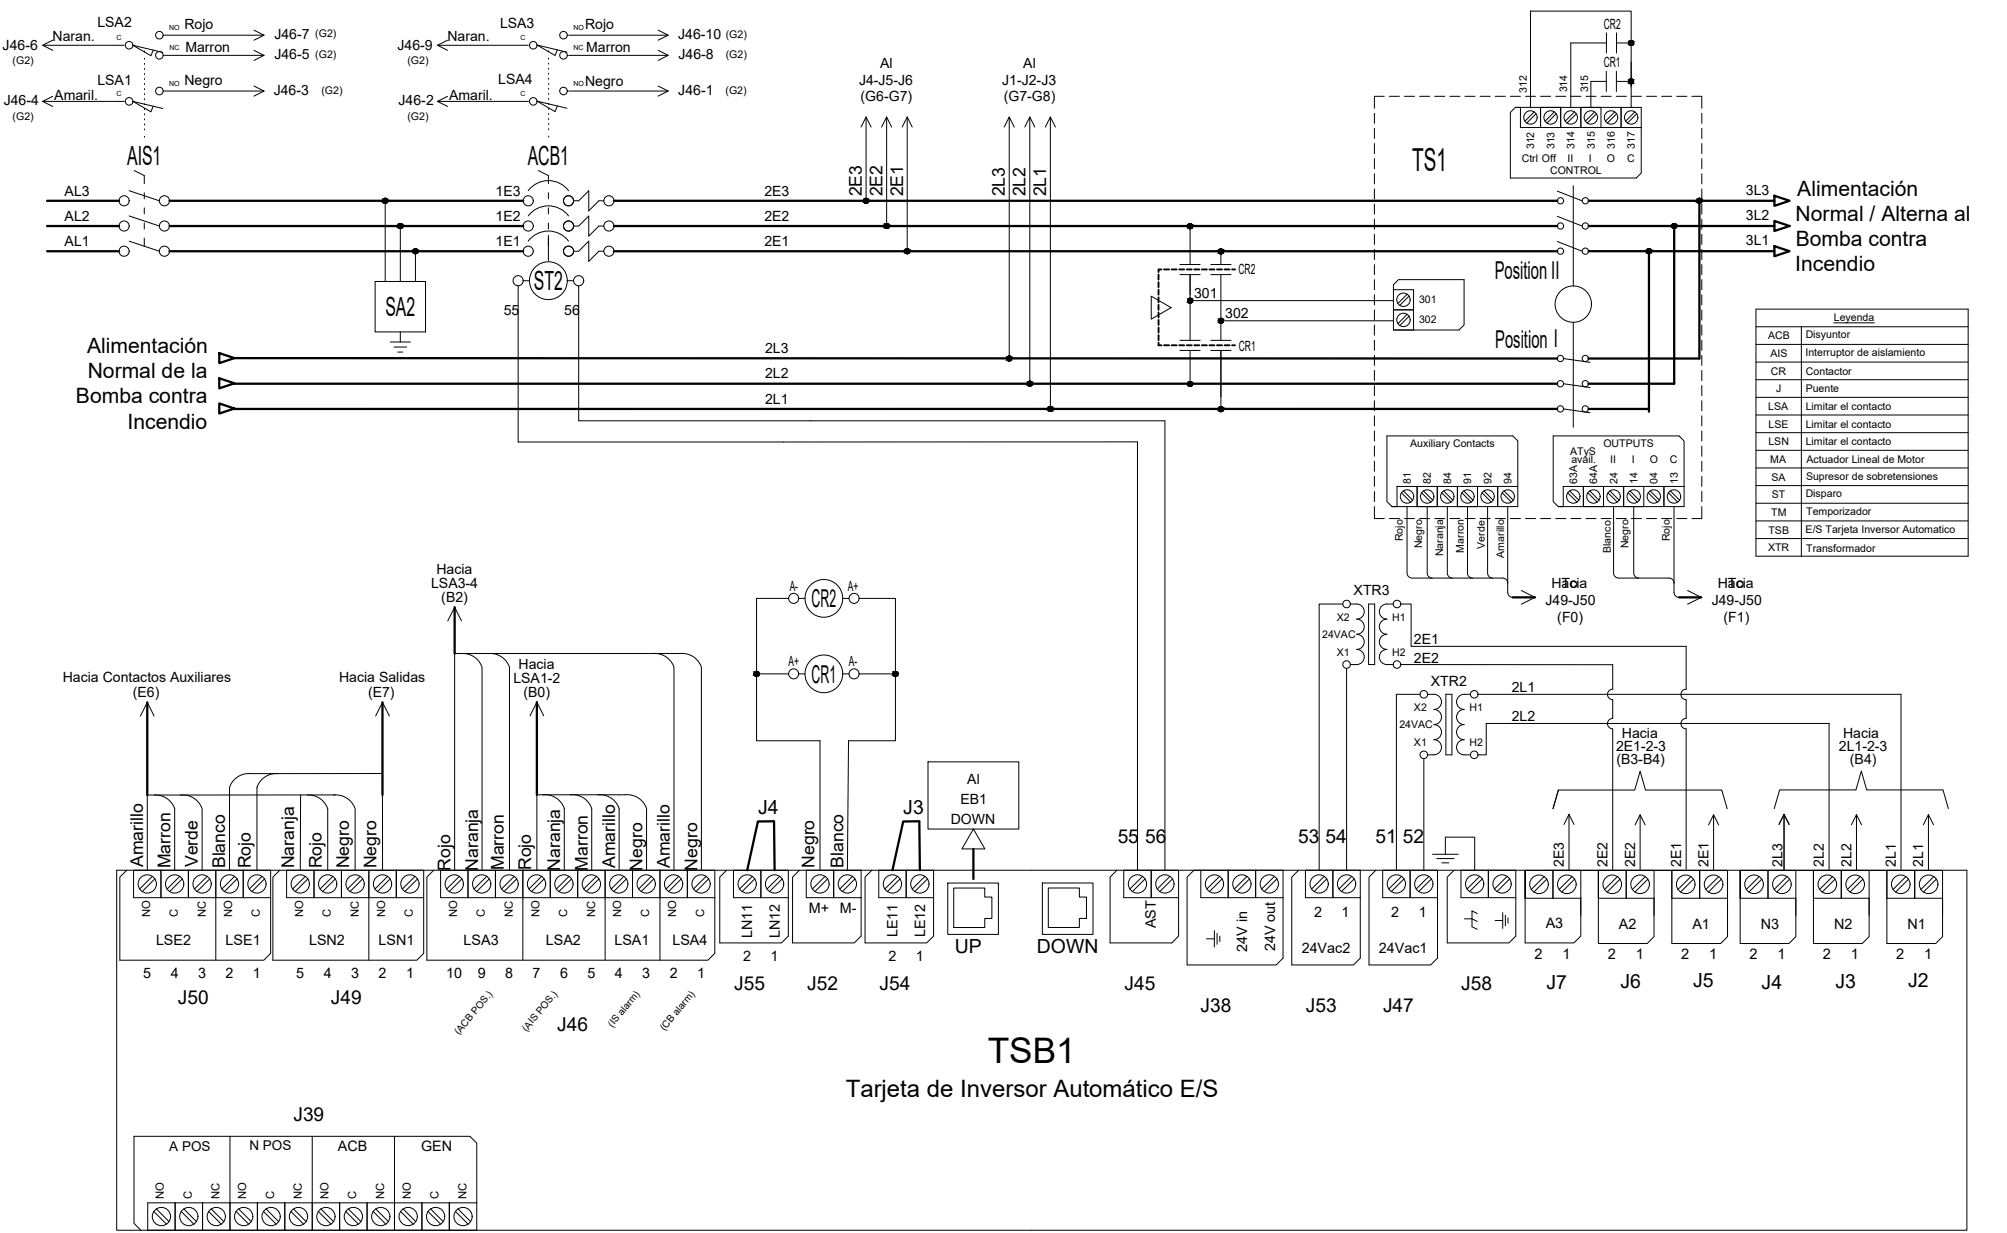 LSA2
Naran.
C
NO Rojo
NC Marron
J46-6
(G2)
J46-7 (G2)
J46-5 (G2)
LSA1
Amaril.
C
NO Negro
J46-4
(G2)
J46-3 (G2)
LSA3
Naran.
C
NO Rojo
NC Marron
J46-9
(G2)
J46-10 (G2)
J46-8 (G2)
LSA4
Amaril.
C
NO Negro
J46-2
(G2)
J46-1 (G2)
AIS1
ACB1
Al
J4-J5-J6
(G6-G7)
Al
J1-J2-J3
(G7-G8)
2E3
2E2
2E1
2L3
2L2
2L1
CR2
CR1
312
314
315
312 313 314 315 316 317
Ctrl Off II I O C
CONTROL
TS1
AL3
AL2
AL1
1E3
1E2
1E1
2E3
2E2
2E1
3L3
3L2
3L1
Alimentación
Normal / Alterna al
Bomba contra
Incendio
ST2
55
56
SA2
CR2
301
302
CR1
301
302
Position II
Position I
Alimentación
Normal de la
Bomba contra
Incendio
2L3
2L2
2L1
Leyenda
ACB Disyuntor
AIS Interruptor de aislamiento
CR Contactor
J Puente
LSA Limitar el contacto
LSE Limitar el contacto
LSN Limitar el contacto
MA Actuador Lineal de Motor
SA Supresor de sobretensiones
ST Disparo
TM Temporizador
TSB E/S Tarjeta Inversor Automatico
XTR Transformador
Auxiliary Contacts
81 82 84 91 92 94
Rojo Negro Naranja Marron Verde Amarillo
OUTPUTS
ATyS
avail. II I O C
63A 64A 24 14 04 13
Blanco Negro Rojo
Hacia
J49-J50
(F0)
To
Hacia
J49-J50
(F1)
To
Hacia
LSA3-4
(B2)
Hacia
LSA1-2
(B0)
Hacia Contactos Auxiliares
(E6)
Hacia Salidas
(E7)
A- CR2 A+
A+ CR1 A-
XTR3
X2 H1
24VAC
X1 H2
2E1
2E2
XTR2
X2 H1
24VAC
X1 H2
2L1
2L2
Hacia
2E1-2-3
(B3-B4)
Hacia
2L1-2-3
(B4)
Al
EB1
DOWN
J4
J3
Amarillo Marron Verde Blanco Rojo
Naranja Rojo Negro Negro
Rojo Naranja Marron Rojo Naranja Marron Amarillo Negro Amarillo Negro
Negro Blanco
55 56
53 54
51 52
2E3 2E2 2E2 2E1 2E1 2L3 2L2 2L2 2L1 2L1
NO C NC NO C
LSE2 LSE1
5 4 3 2 1
J50
NO C NC NO C
LSN2 LSN1
5 4 3 2 1
J49
NO C NC NO C NC C NO C NO
LSA3 LSA2 LSA1 LSA4
10 9 8 7 6 5 4 3 2 1
(ACB POS.) (AIS POS.) (IS alarm) (CB alarm)
J46
LN11 LN12
2 1
J55
M+ M-
J52
LE11 LE12
2 1
J54
UP
DOWN
AST
J45
24V in
24V out
J38
2 1
24Vac2
J53
2 1
24Vac1
J47
J58
A3
2 1
J7
A2
2 1
J6
A1
2 1
J5
N3
2 1
J4
N2
2 1
J3
N1
2 1
J2
TSB1
Tarjeta de Inversor Automático E/S
J39
A POS N POS ACB GEN
NO C NC NO C NC NO C NC NO C NC